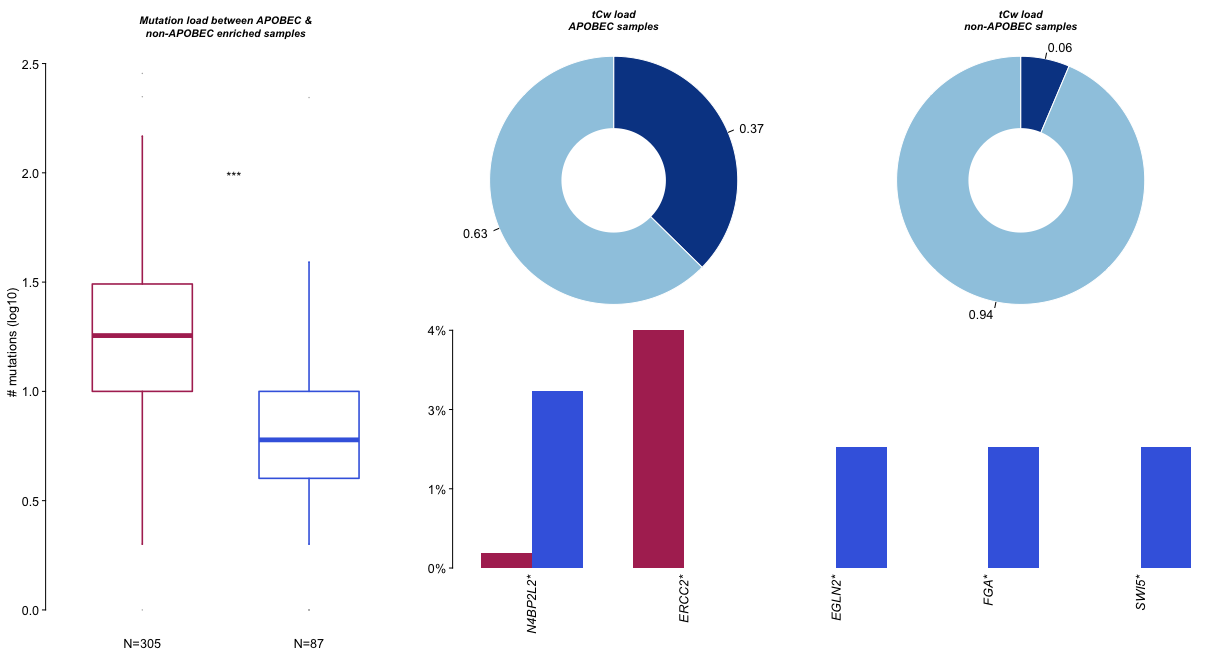 Mutation load between APOBEC &
non-APOBEC enriched samples
# mutations (log10)
2.5
2.0
1.5
1.0
0.5
0.0
***
N=305
N=87
tCw load
APOBEC samples
0.37
0.63
tCw load
non-APOBEC samples
0.06
0.94
4%
3%
1%
0%
N4BP2L2*
ERCC2*
EGLN2*
FGA*
SWI5*